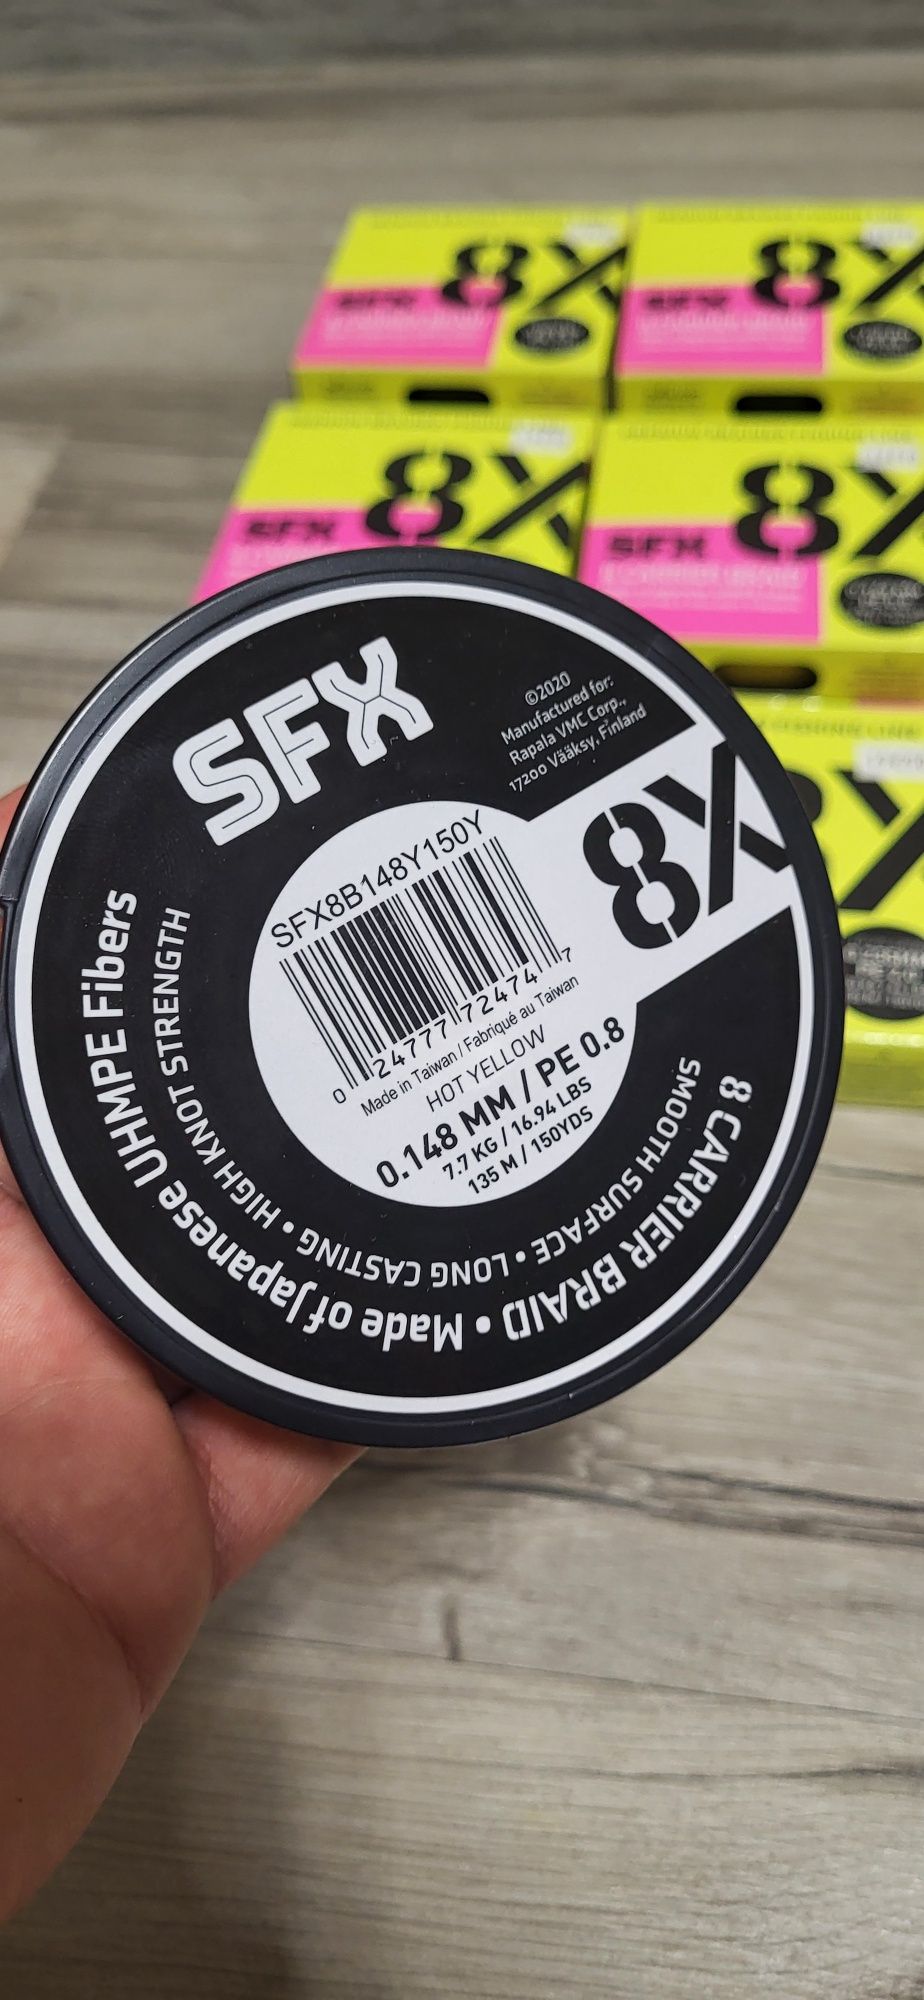 8X
SFX
8X
SFX
8X
SFX
8X
SFX
8 CARRIER BRAID
SFX
©2020
Manufactured for:
Rapala VMC Corp.,
17200 Vääksy, Finland
8X
SFX8B148Y150Y
0 24777 72474 7
Made in Taiwan / Fabriqué au Taiwan
HOT YELLOW
0.148 MM / PE 0.8
7.7 KG / 16.94 LBS
135 M / 150YDS
8 CARRIER BRAID • Made of Japanese UHMPE Fibers
SMOOTH SURFACE • LONG CASTING • HIGH KNOT STRENGTH